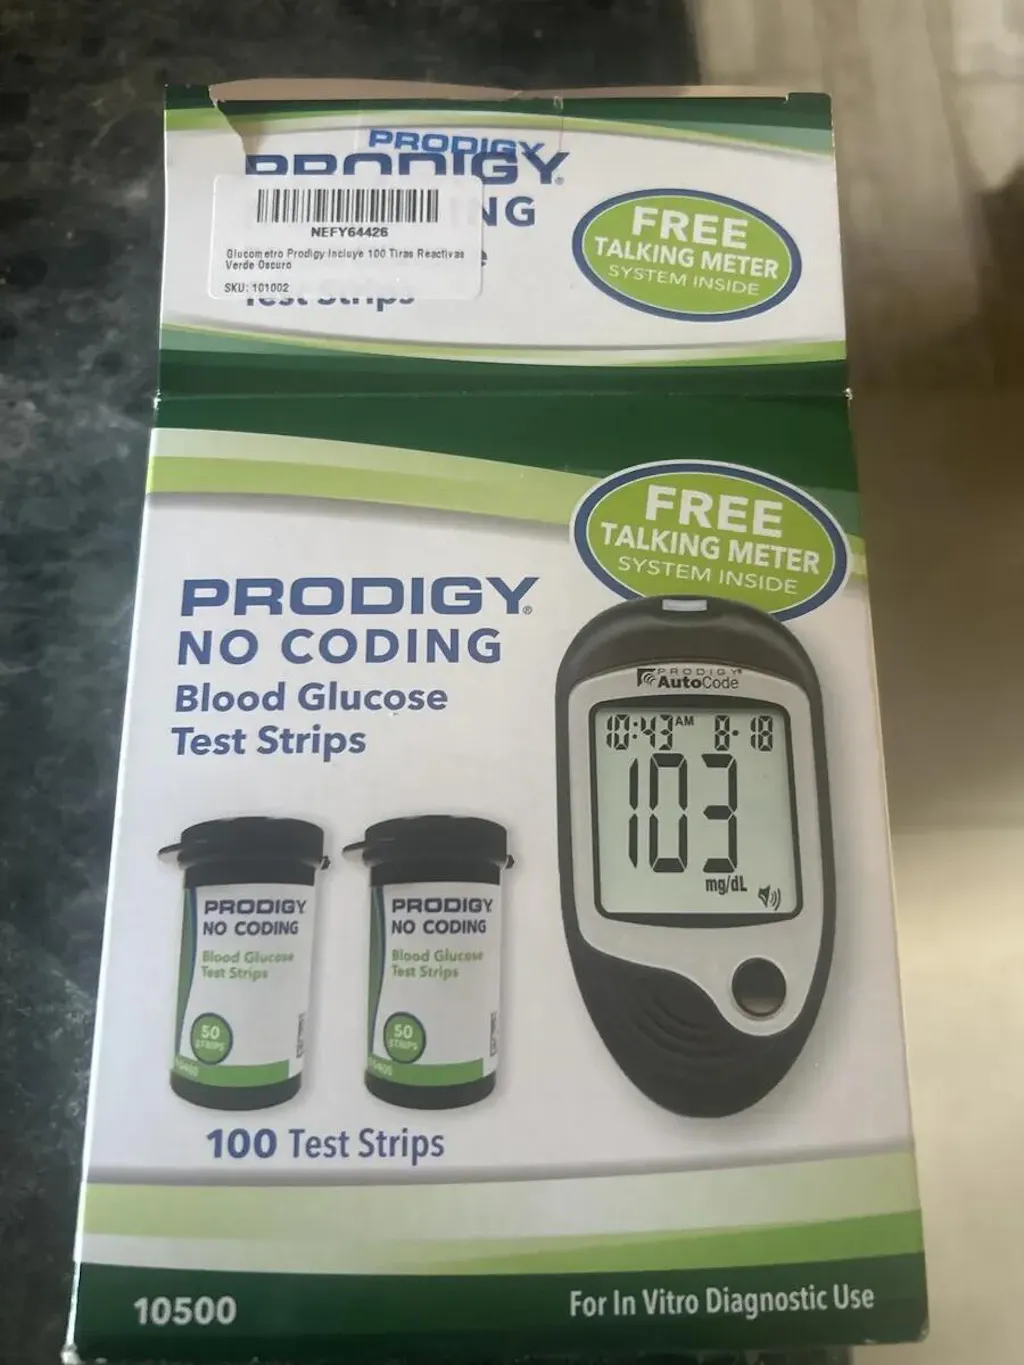 PRODIGY
PRODIGY®
NG
NEFY64426
Glucometro Prodigy Incluye 100 Tiras Reactivas
Verde Oscuro
SKU: 101002
Test Strips
FREE
TALKING METER
SYSTEM INSIDE
FREE
TALKING METER
SYSTEM INSIDE
PRODIGY®
NO CODING
Blood Glucose
Test Strips
PRODIGY®
AutoCode
10:43 AM 8-18
103
mg/dL
PRODIGY
NO CODING
Blood Glucose
Test Strips
50
STRIPS
PRODIGY
NO CODING
Blood Glucose
Test Strips
50
STRIPS
100 Test Strips
10500
For In Vitro Diagnostic Use